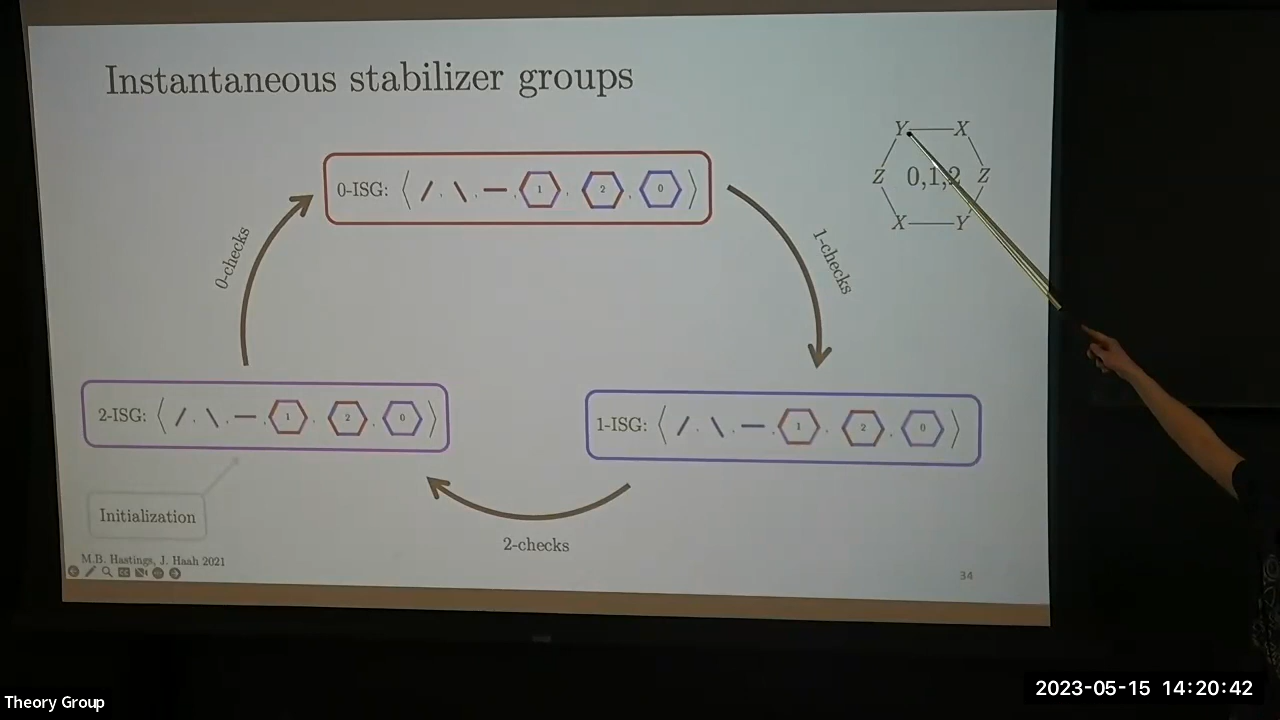 Instantaneous stabilizer groups
Y X
Z 0,1,2 Z
X Y
0-ISG: ⟨ / , \ , — , 1 , 2 , 0 ⟩
0-checks
1-checks
2-ISG: ⟨ / , \ , — , 1 , 2 , 0 ⟩
1-ISG: ⟨ / , \ , — , 1 , 2 , 0 ⟩
Initialization
2-checks
M.B. Hastings, J. Haah 2021
34
Theory Group
2023-05-15 14:20:42